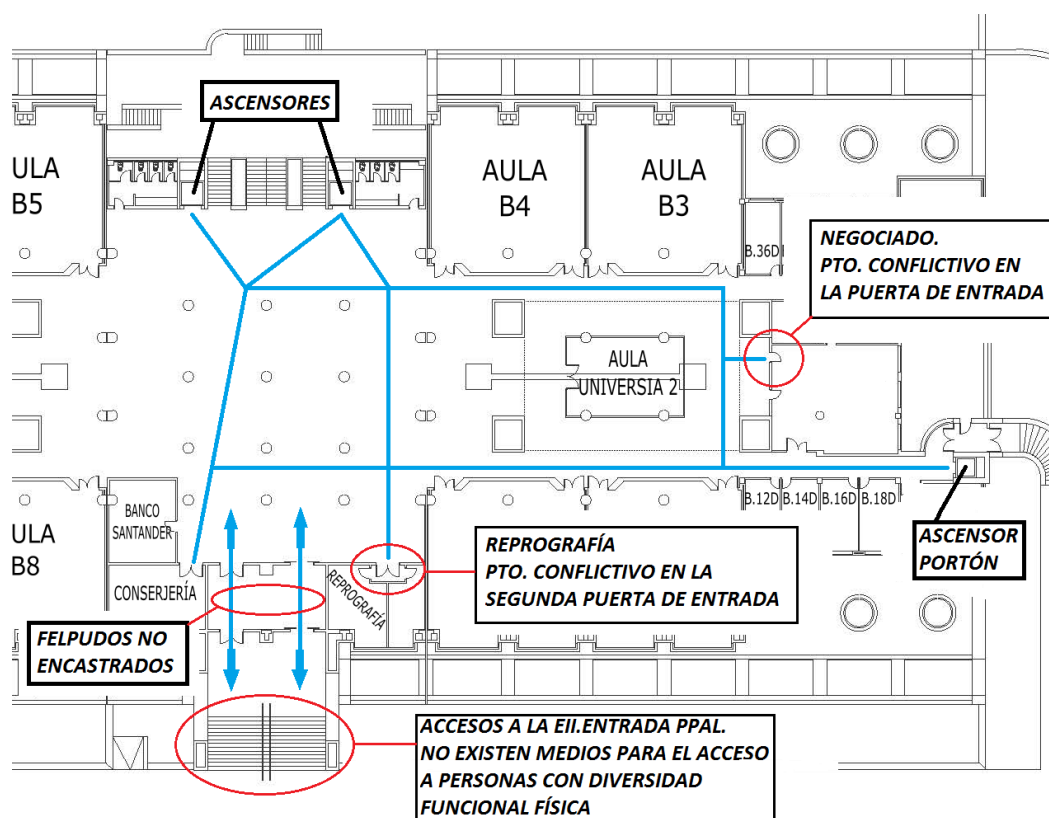 ASCENSORES
ULA
B5
AULA
B4
AULA
B3
B.36D
NEGOCIADO.
PTO. CONFLICTIVO EN
LA PUERTA DE ENTRADA
AULA
UNIVERSIA 2
BANCO
SANTANDER
ULA
B8
CONSERJERÍA
REPROGRAFÍA
B.12D
B.14D
B.16D
B.18D
ASCENSOR
PORTÓN
REPROGRAFÍA
PTO. CONFLICTIVO EN LA
SEGUNDA PUERTA DE ENTRADA
FELPUDOS NO
ENCASTRADOS
ACCESOS A LA EII.ENTRADA PPAL.
NO EXISTEN MEDIOS PARA EL ACCESO
A PERSONAS CON DIVERSIDAD
FUNCIONAL FÍSICA